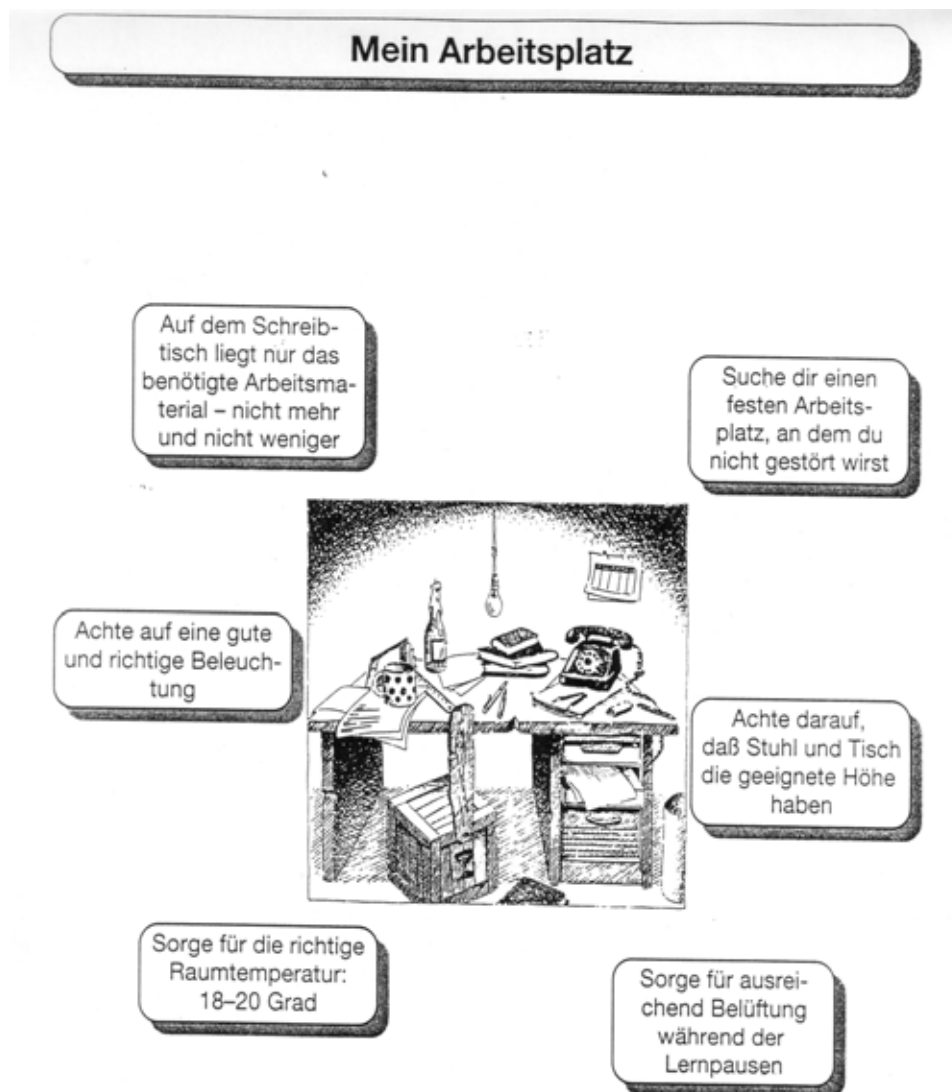 Mein Arbeitsplatz
Auf dem Schreib-
tisch liegt nur das
benötigte Arbeitsma-
terial – nicht mehr
und nicht weniger
Suche dir einen
festen Arbeits-
platz, an dem du
nicht gestört wirst
Achte auf eine gute
und richtige Beleuch-
tung
Achte darauf,
daß Stuhl und Tisch
die geeignete Höhe
haben
Sorge für die richtige
Raumtemperatur:
18–20 Grad
Sorge für ausrei-
chend Belüftung
während der
Lernpausen